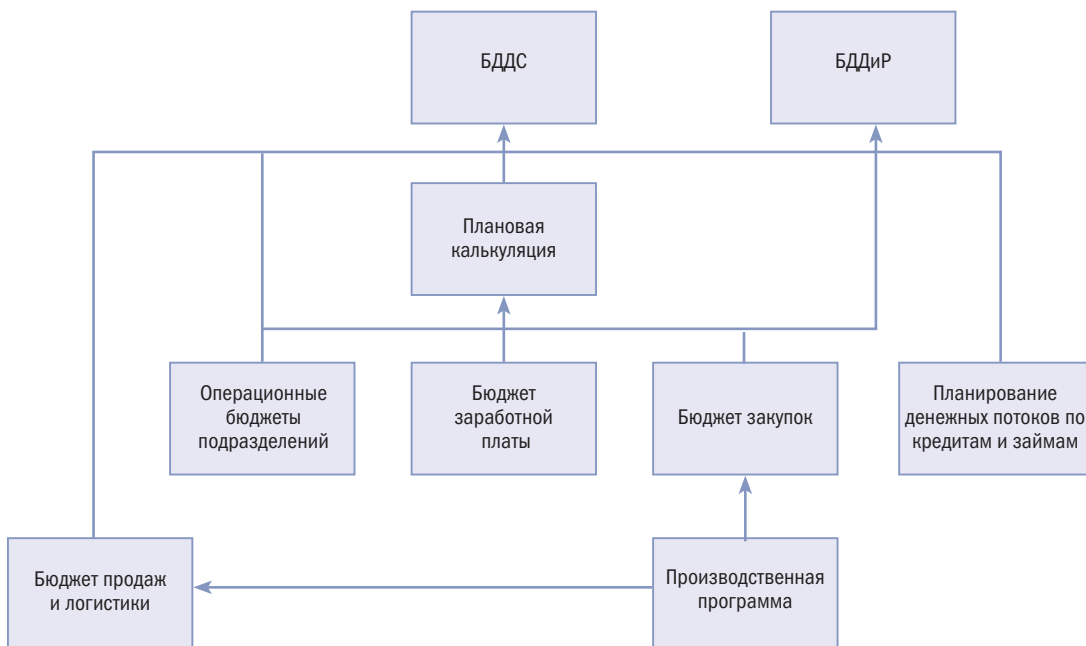 БДДС
БДДиР
Плановая
калькуляция
Операционные
бюджеты
подразделений
Бюджет
заработной
платы
Бюджет закупок
Планирование
денежных потоков по
кредитам и займам
Бюджет продаж
и логистики
Производственная
программа